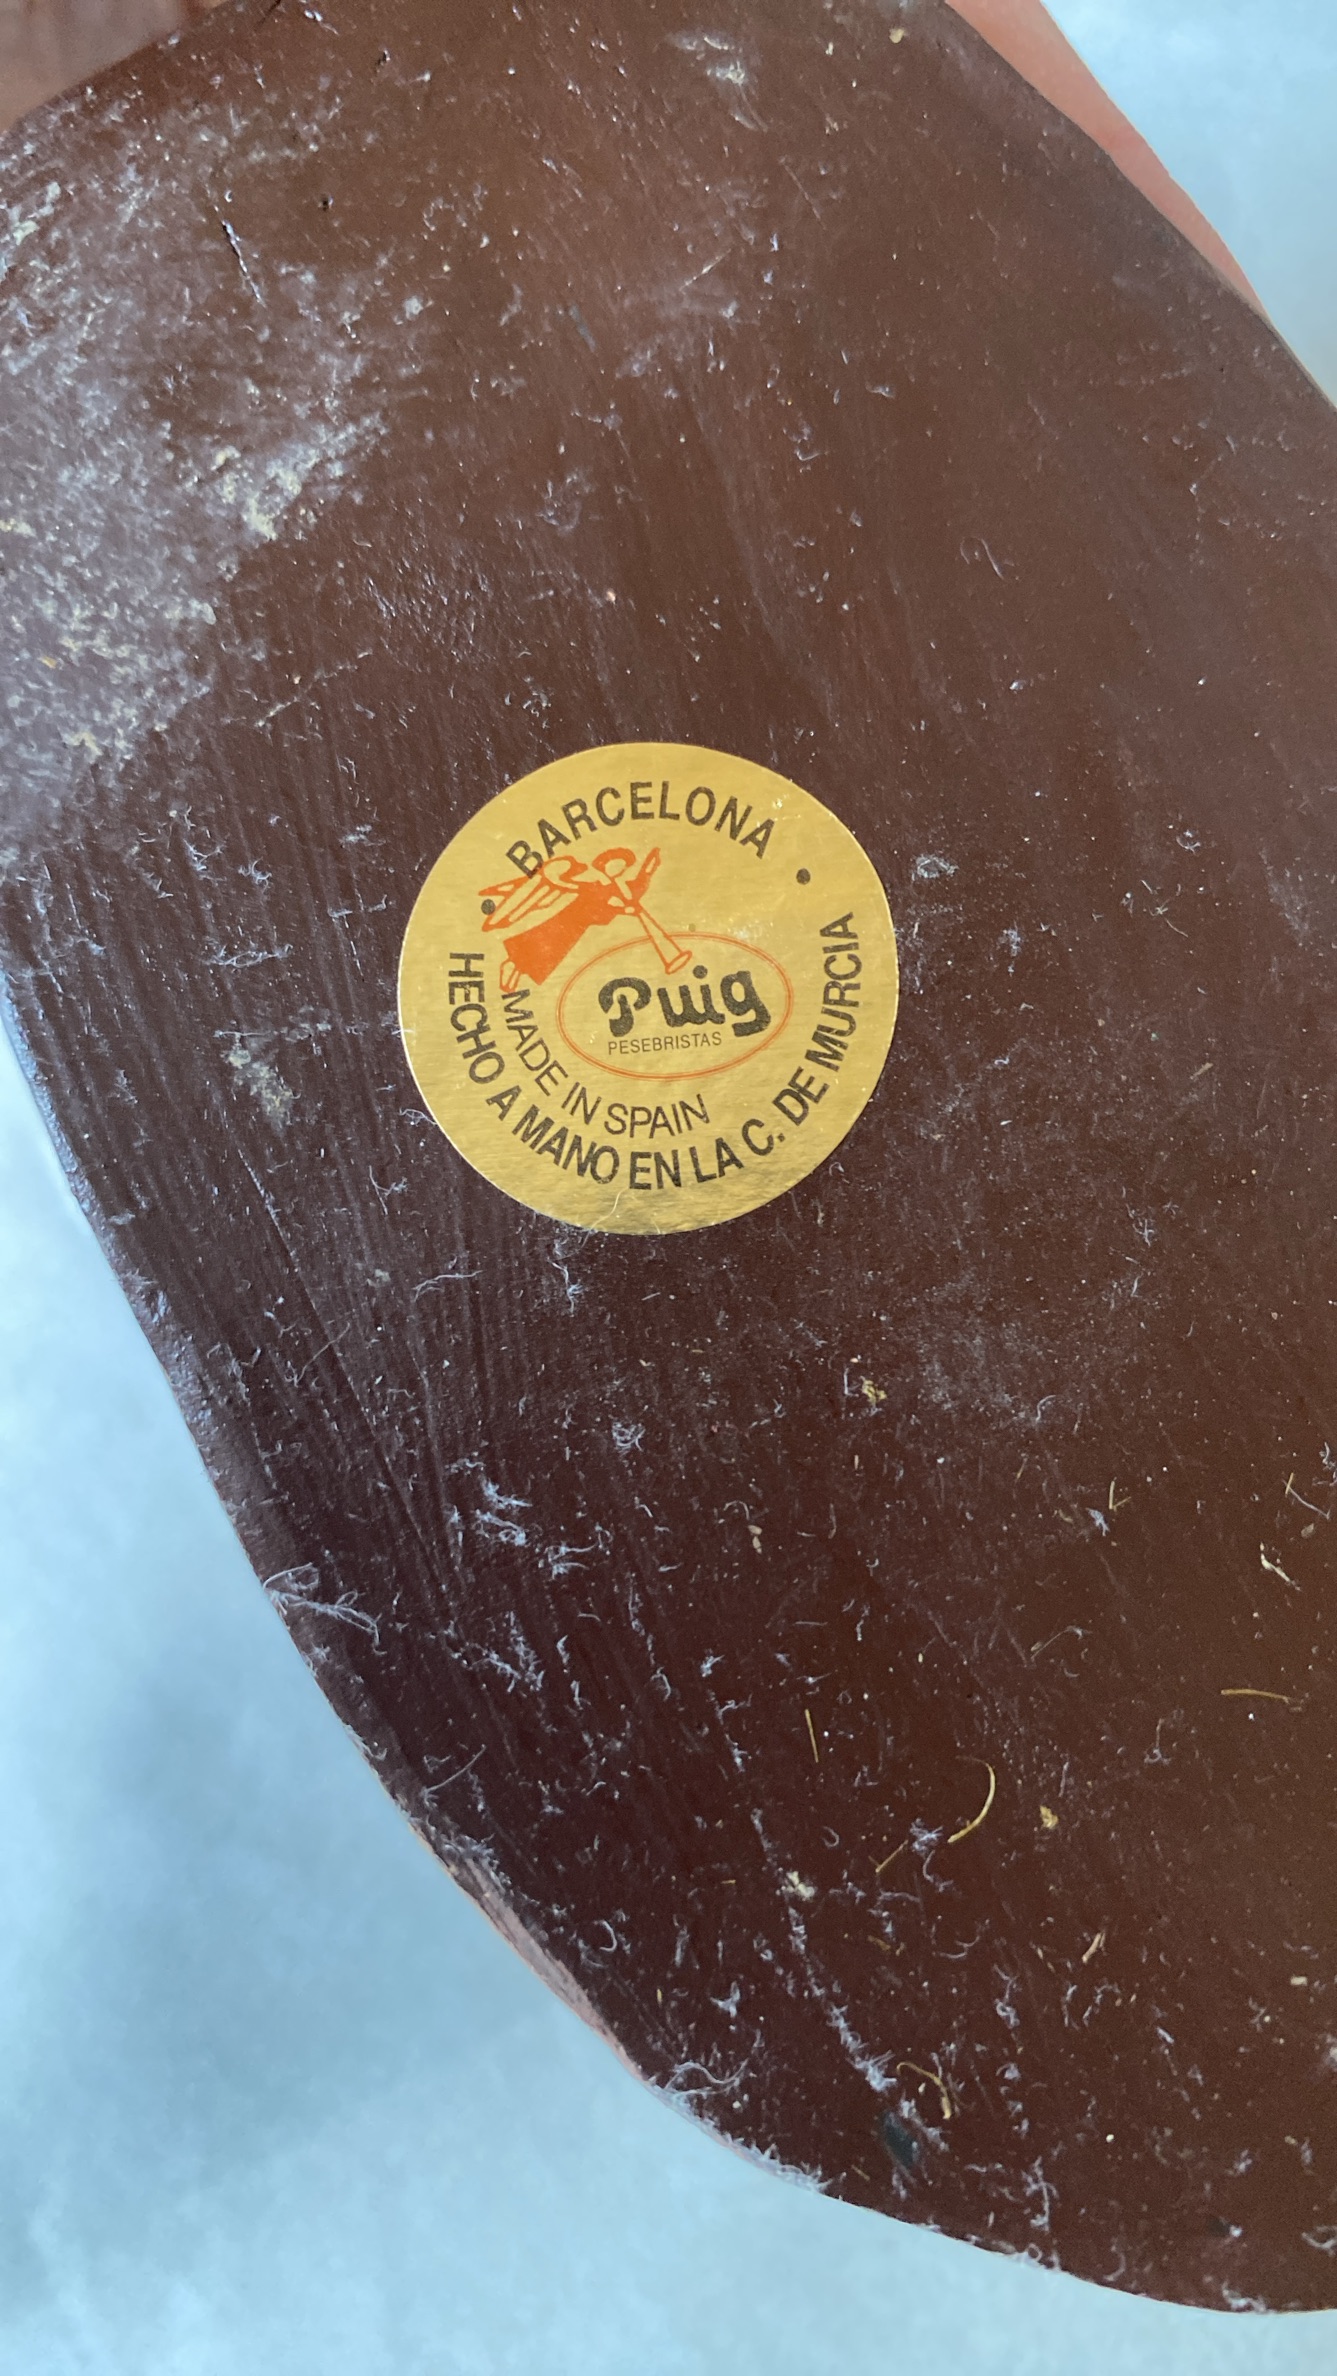 BARCELONA
Puig
PESEBRISTAS
MADE IN SPAIN
HECHO A MANO EN LA C. DE MURCIA